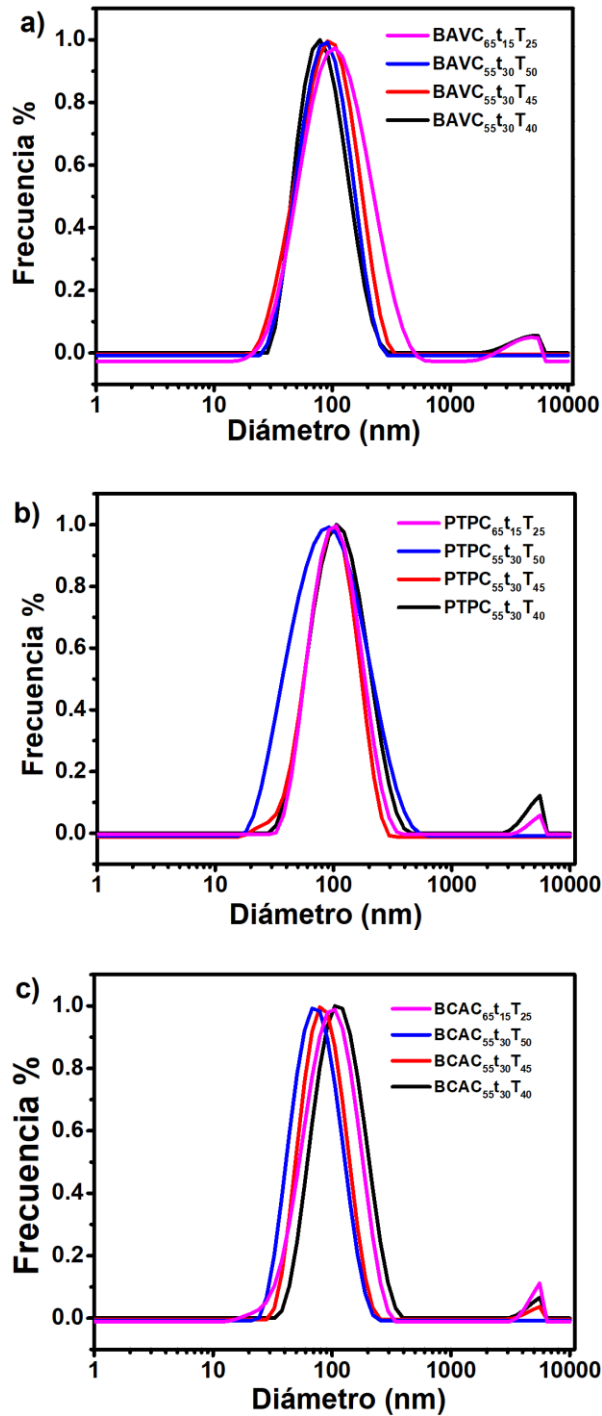 a)
BAVC₆₅t₁₅T₂₅
BAVC₅₅t₃₀T₅₀
BAVC₅₅t₃₀T₄₅
BAVC₅₅t₃₀T₄₀
Frecuencia %
1.0
0.8
0.6
0.4
0.2
0.0
1 10 100 1000 10000
Diámetro (nm)
b)
PTPC₆₅t₁₅T₂₅
PTPC₅₅t₃₀T₅₀
PTPC₅₅t₃₀T₄₅
PTPC₅₅t₃₀T₄₀
Frecuencia %
1.0
0.8
0.6
0.4
0.2
0.0
1 10 100 1000 10000
Diámetro (nm)
c)
BCAC₆₅t₁₅T₂₅
BCAC₅₅t₃₀T₅₀
BCAC₅₅t₃₀T₄₅
BCAC₅₅t₃₀T₄₀
Frecuencia %
1.0
0.8
0.6
0.4
0.2
0.0
1 10 100 1000 10000
Diámetro (nm)